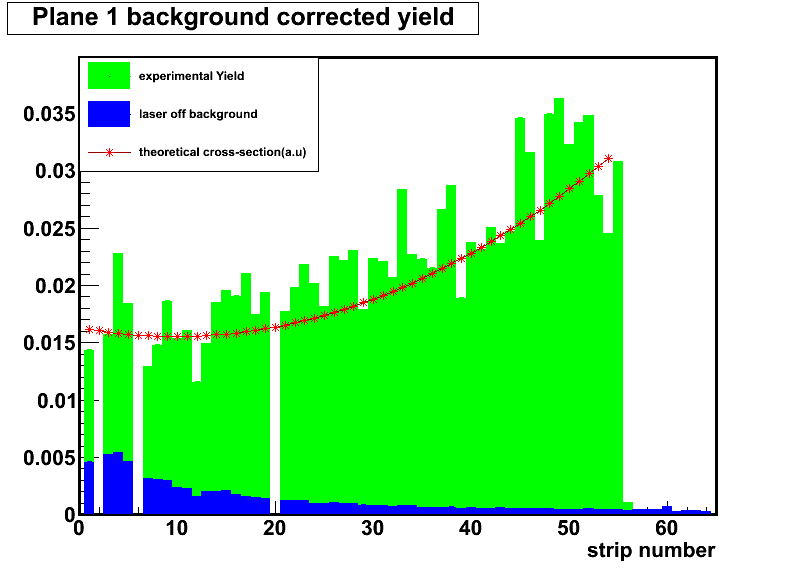 Plane 1 background corrected yield
experimental Yield
laser off background
theoretical cross-section(a.u)
0.035
0.03
0.025
0.02
0.015
0.01
0.005
0
0 10 20 30 40 50 60
strip number